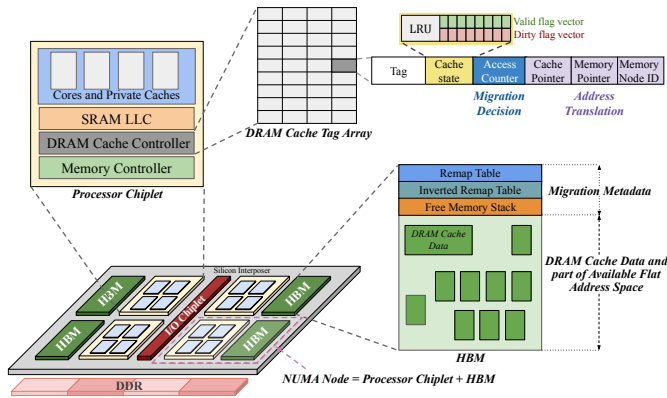 LRU
Valid flag vector
Dirty flag vector
Tag
Cache
state
Access
Counter
Cache
Pointer
Memory
Pointer
Memory
Node ID
Migration
Decision
Address
Translation
Cores and Private Caches
SRAM LLC
DRAM Cache Controller
Memory Controller
Processor Chiplet
DRAM Cache Tag Array
Remap Table
Inverted Remap Table
Free Memory Stack
Migration Metadata
DRAM Cache
Data
DRAM Cache Data and
part of Available Flat
Address Space
HBM
Silicon Interposer
HBM
HBM
I/O Chiplet
HBM
HBM
DDR
NUMA Node = Processor Chiplet + HBM